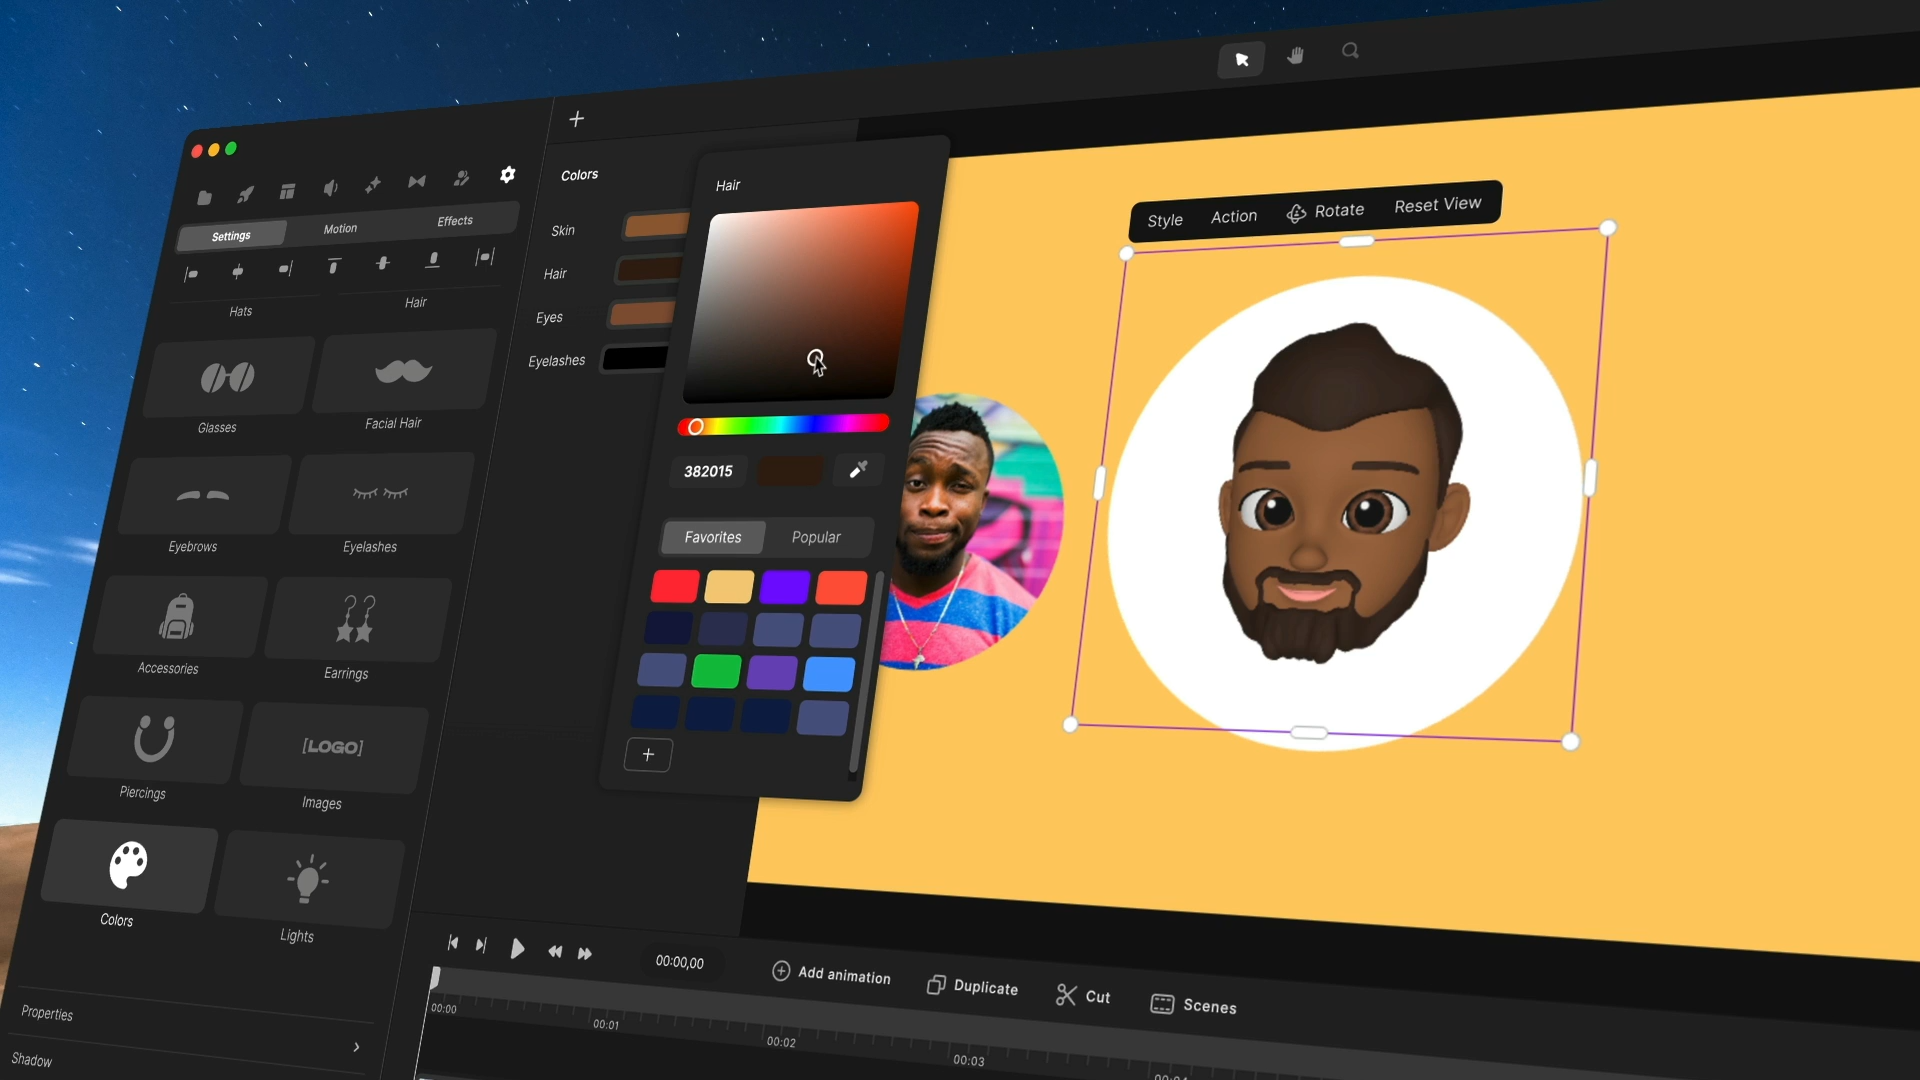 Settings
Motion
Effects
Hats
Hair
Glasses
Facial Hair
Eyebrows
Eyelashes
Accessories
Earrings
Piercings
[LOGO]
Images
Colors
Lights
Properties
Shadow
Colors
Skin
Hair
Eyes
Eyelashes
Hair
382015
Favorites
Popular
Style
Action
Rotate
Reset View
00:00,00
Add animation
Duplicate
Cut
Scenes
00:00
00:01
00:02
00:03